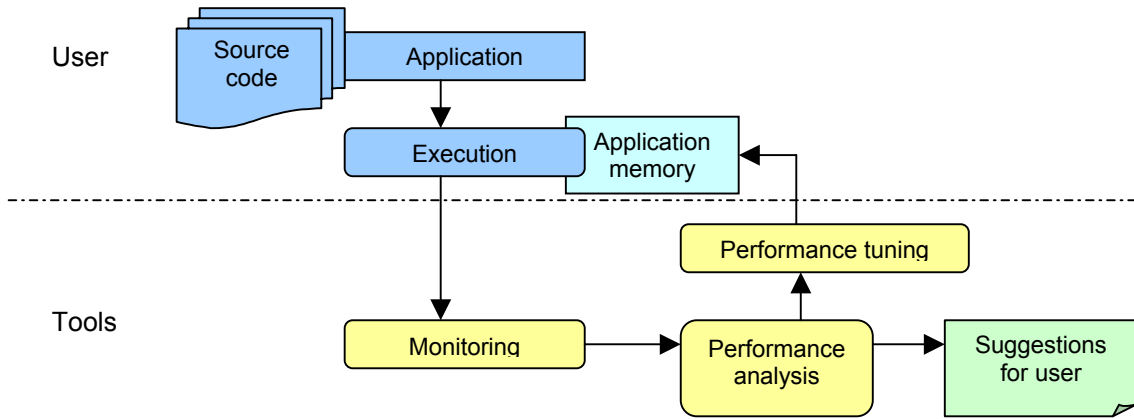 User
Source
code
Application
Execution
Application
memory
Performance tuning
Tools
Monitoring
Performance
analysis
Suggestions
for user